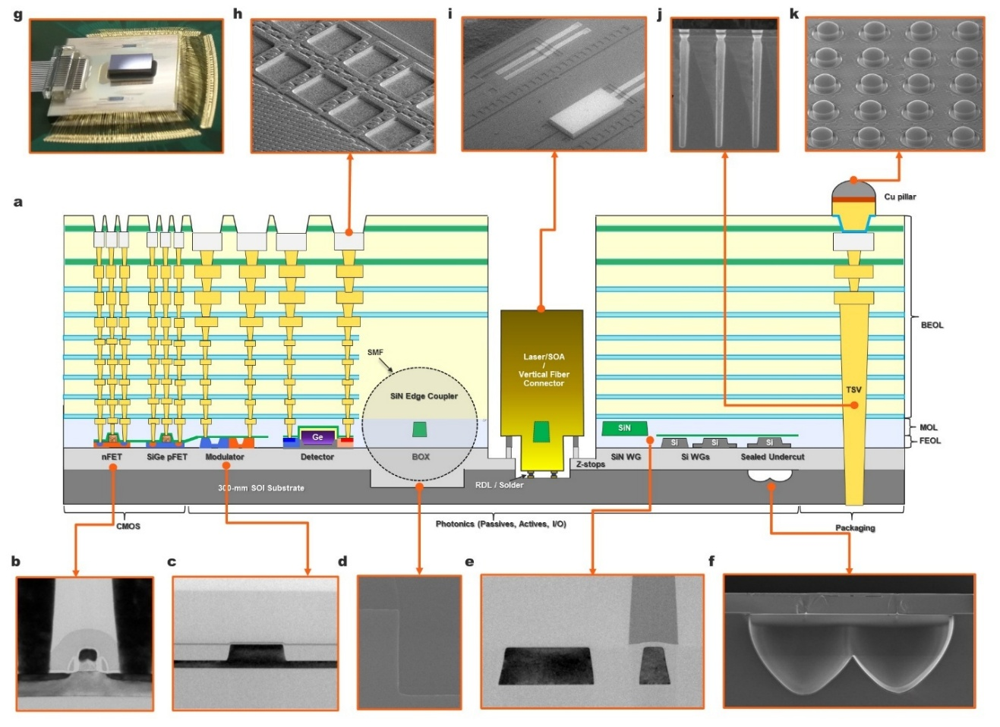 g
h
i
j
k
a
Cu pillar
BEOL
SMF
SiN Edge Coupler
Laser/SOA
/
Vertical Fiber
Connector
TSV
MOL
FEOL
Ge
SiN
Si
Si
Si
nFET
SiGe pFET
Modulator
Detector
BOX
Z-stops
SiN WG
Si WGs
Sealed Undercut
300-mm SOI Substrate
RDL / Solder
CMOS
Photonics (Passives, Actives, I/O)
Packaging
b
c
d
e
f